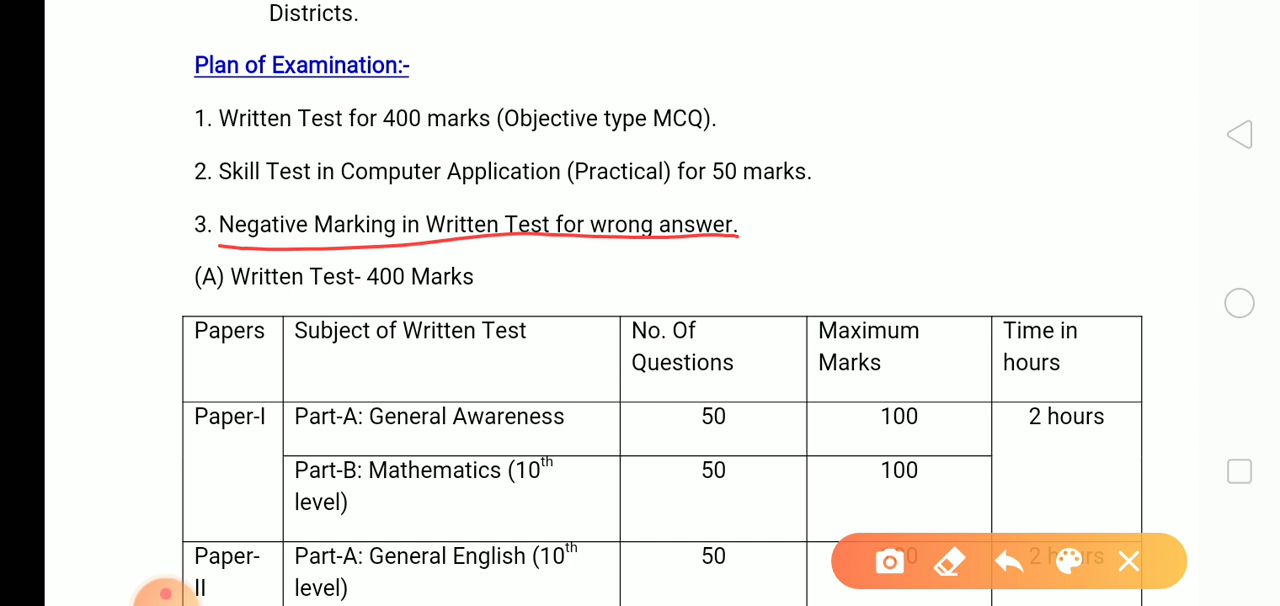 Districts.
Plan of Examination:-
1. Written Test for 400 marks (Objective type MCQ).
2. Skill Test in Computer Application (Practical) for 50 marks.
3. Negative Marking in Written Test for wrong answer.
(A) Written Test- 400 Marks
Papers Subject of Written Test No. Of Questions Maximum Marks Time in hours
Paper-I Part-A: General Awareness 50 100 2 hours
Part-B: Mathematics (10th level) 50 100
Paper-II Part-A: General English (10th level) 50